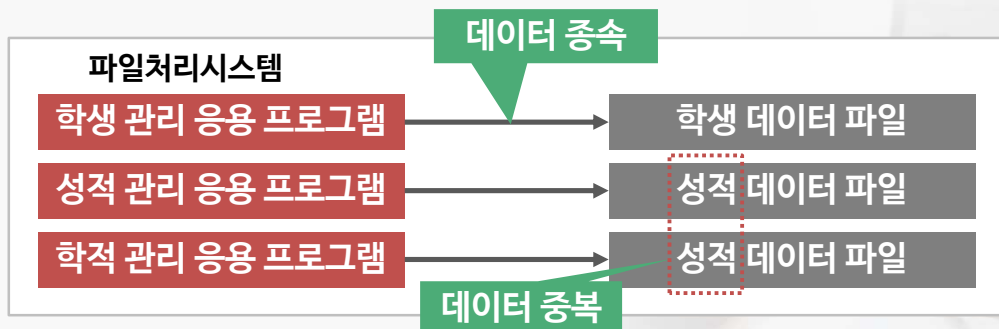 데이터 종속
파일처리시스템
학생 관리 응용 프로그램
학생 데이터 파일
성적 관리 응용 프로그램
성적 데이터 파일
학적 관리 응용 프로그램
성적 데이터 파일
데이터 중복